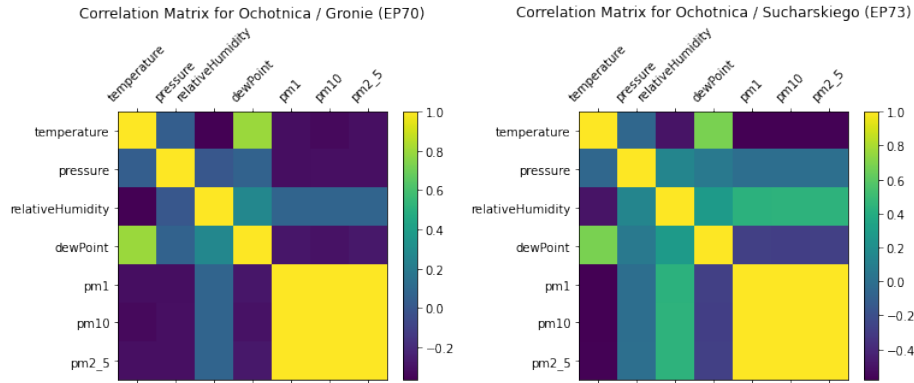 Correlation Matrix for Ochotnica / Gronie (EP70)
temperature
pressure
relativeHumidity
dewPoint
pm1
pm10
pm2_5
temperature
pressure
relativeHumidity
dewPoint
pm1
pm10
pm2_5
1.0
0.8
0.6
0.4
0.2
0.0
−0.2
Correlation Matrix for Ochotnica / Sucharskiego (EP73)
temperature
pressure
relativeHumidity
dewPoint
pm1
pm10
pm2_5
temperature
pressure
relativeHumidity
dewPoint
pm1
pm10
pm2_5
1.0
0.8
0.6
0.4
0.2
0.0
−0.2
−0.4